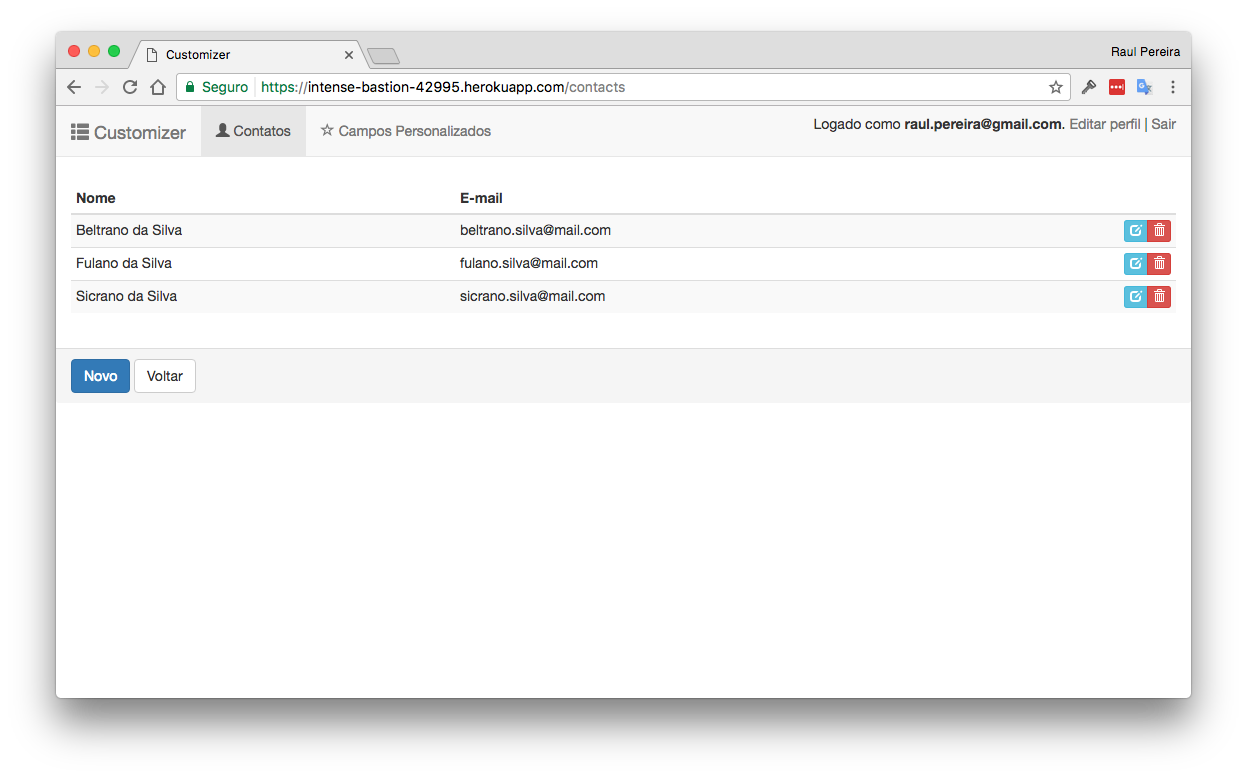 Customizer
Raul Pereira
Seguro https://intense-bastion-42995.herokuapp.com/contacts
Customizer Contatos Campos Personalizados Logado como raul.pereira@gmail.com. Editar perfil | Sair
Nome E-mail
Beltrano da Silva beltrano.silva@mail.com
Fulano da Silva fulano.silva@mail.com
Sicrano da Silva sicrano.silva@mail.com
Novo Voltar